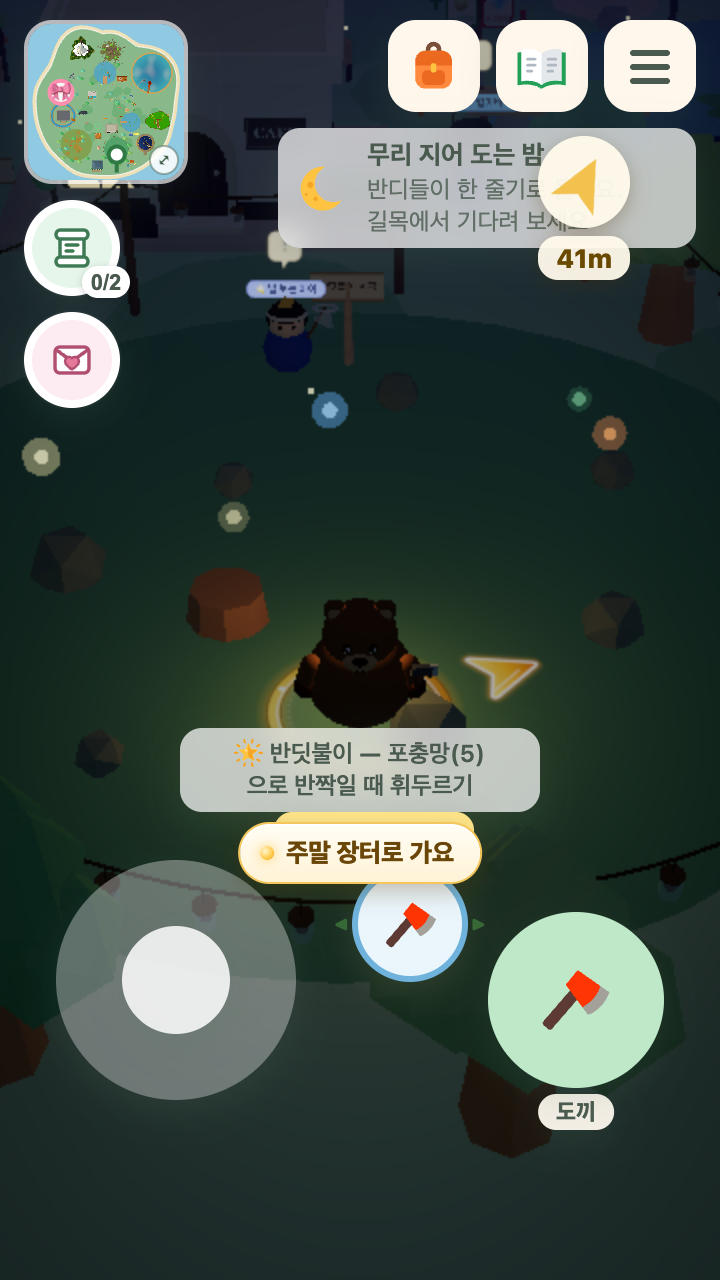 무리 지어 도는 밤
반디들이 한 줄기로
길목에서 기다려 보세요
41m
0/2
반딧불이 — 포충망(5)
으로 반짝일 때 휘두르기
주말 장터로 가요
도끼